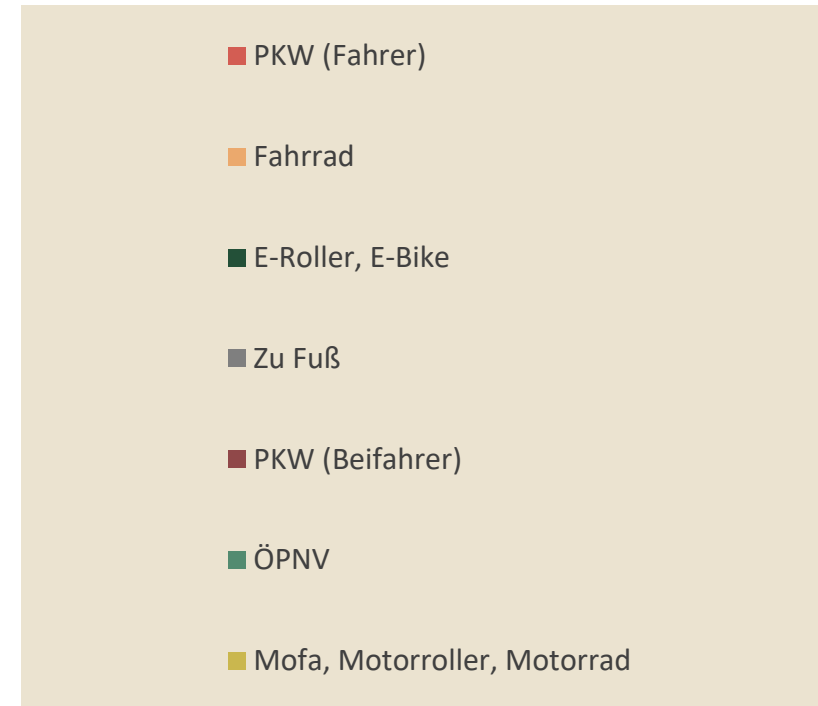 PKW (Fahrer)
Fahrrad
E-Roller, E-Bike
Zu Fuß
PKW (Beifahrer)
ÖPNV
Mofa, Motorroller, Motorrad